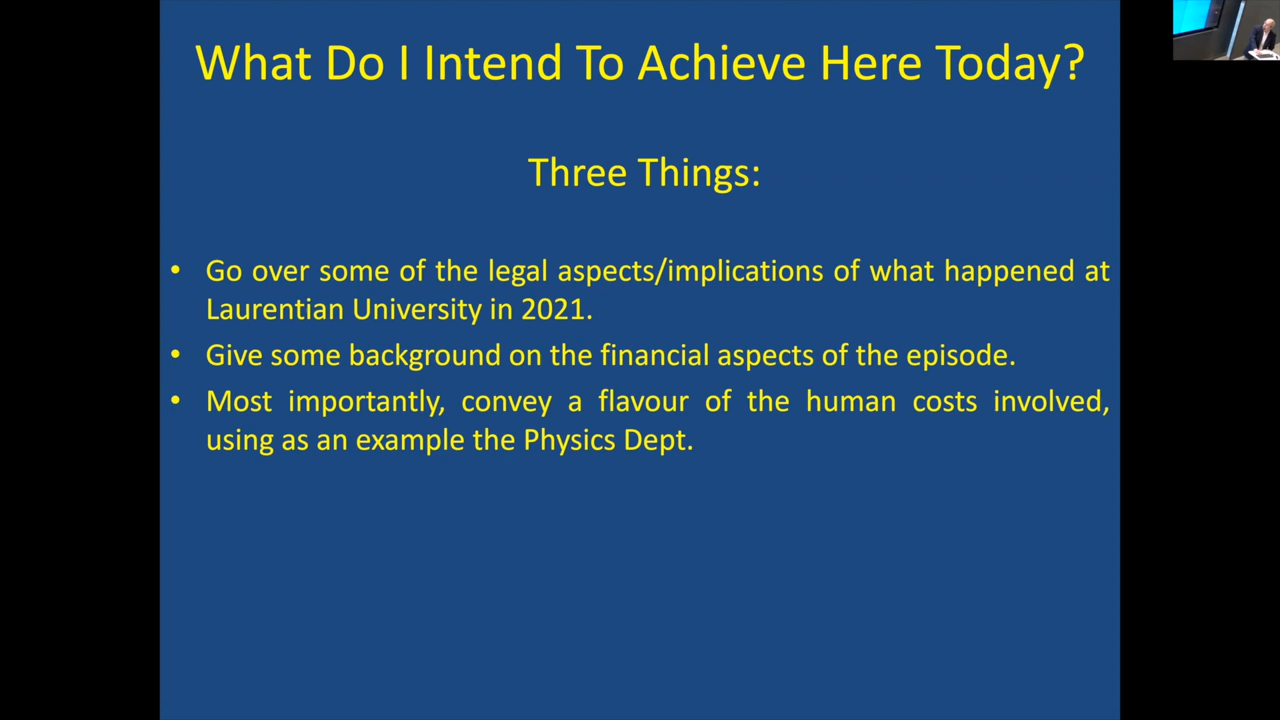 What Do I Intend To Achieve Here Today?
Three Things:
• Go over some of the legal aspects/implications of what happened at
Laurentian University in 2021.
• Give some background on the financial aspects of the episode.
• Most importantly, convey a flavour of the human costs involved,
using as an example the Physics Dept.